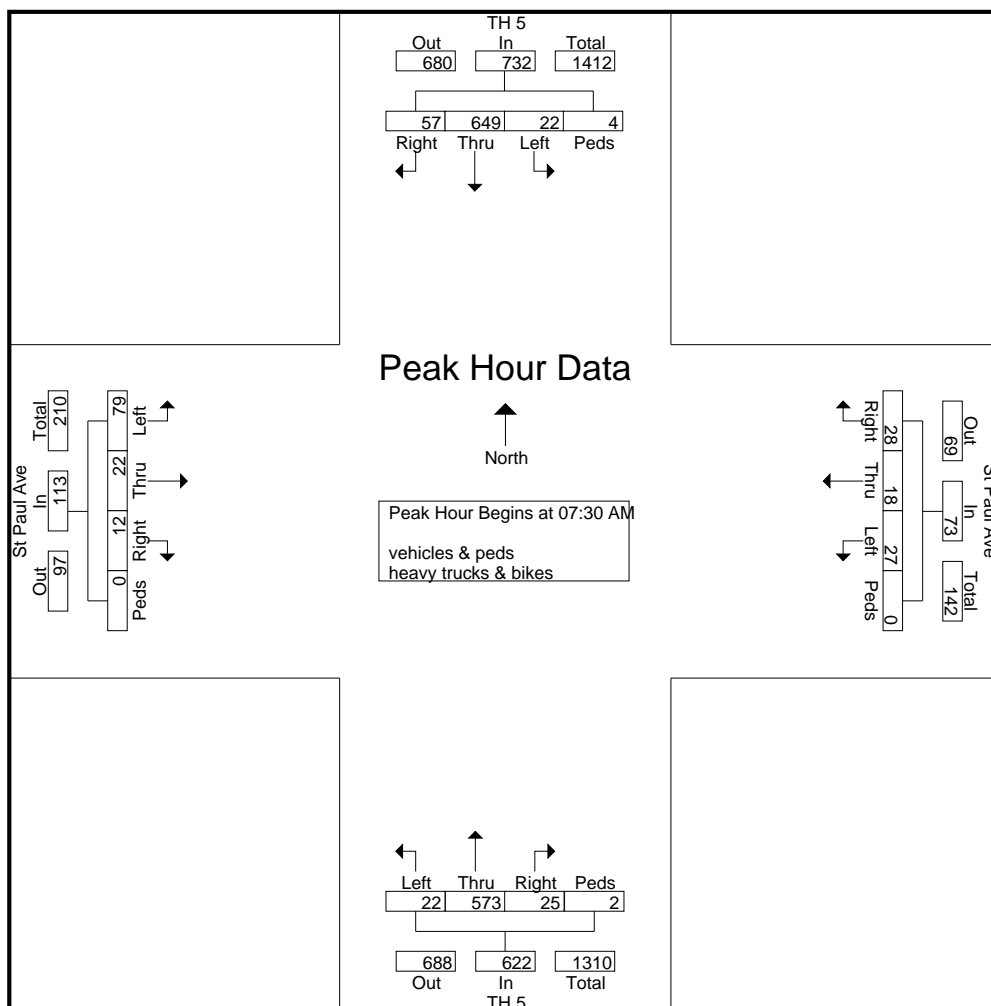 TH 5
Out In Total
680 732 1412
57 649 22 4
Right Thru Left Peds
Peak Hour Data
North
Peak Hour Begins at 07:30 AM
vehicles & peds
heavy trucks & bikes
St Paul Ave
Out In Total
97 113 210
Left Thru Right Peds
79 22 12 0
Right Thru Left Peds
28 18 27 0
Out In Total
69 73 142
St Paul Ave
Left Thru Right Peds
22 573 25 2
688 622 1310
Out In Total
TH 5